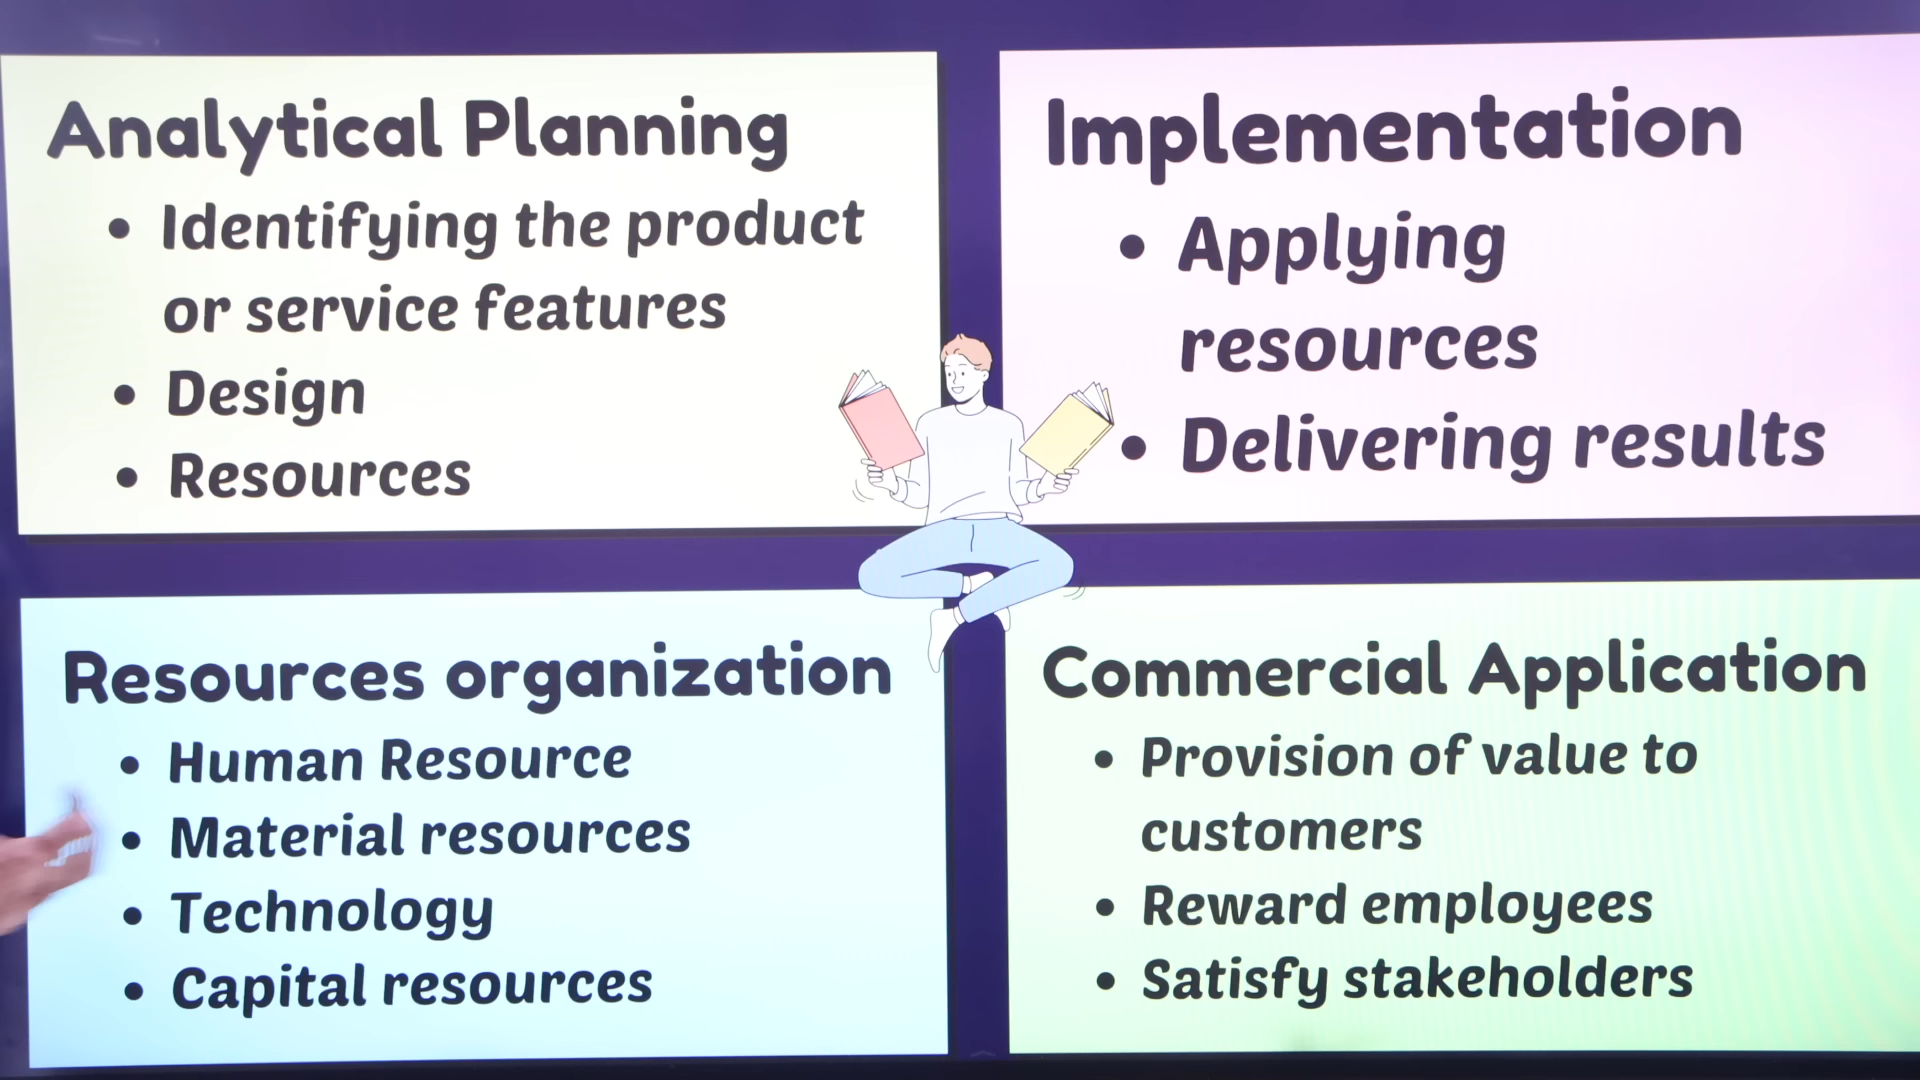 Analytical Planning
• Identifying the product
or service features
• Design
• Resources
Implementation
• Applying
resources
• Delivering results
Resources organization
• Human Resource
• Material resources
• Technology
• Capital resources
Commercial Application
• Provision of value to
customers
• Reward employees
• Satisfy stakeholders